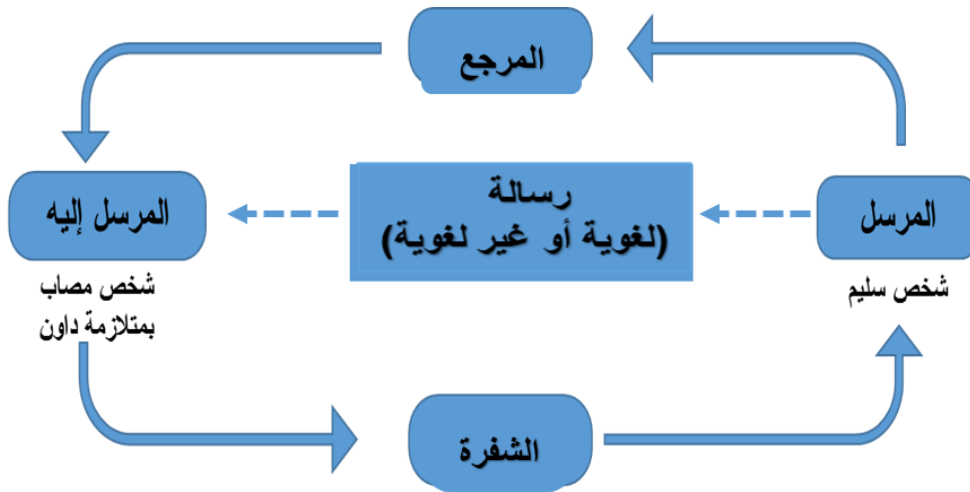 المرجع
المرسل
رسالة
(لغوية أو غير لغوية)
المرسل إليه
شخص سليم
شخص مصاب
بمتلازمة داون
الشفرة